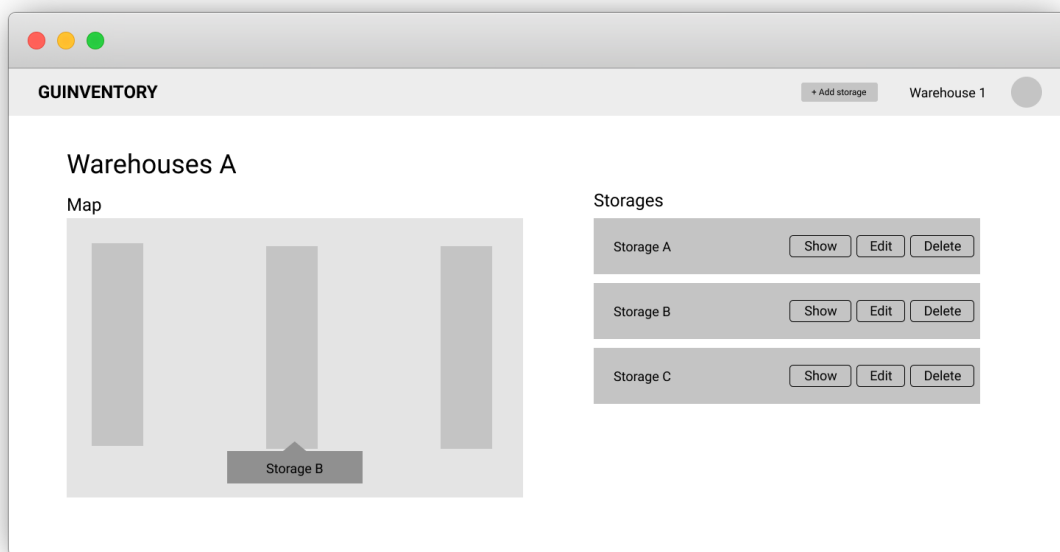 GUINVENTORY
+ Add storage
Warehouse 1
Warehouses A
Map
Storage B
Storages
Storage A Show Edit Delete
Storage B Show Edit Delete
Storage C Show Edit Delete